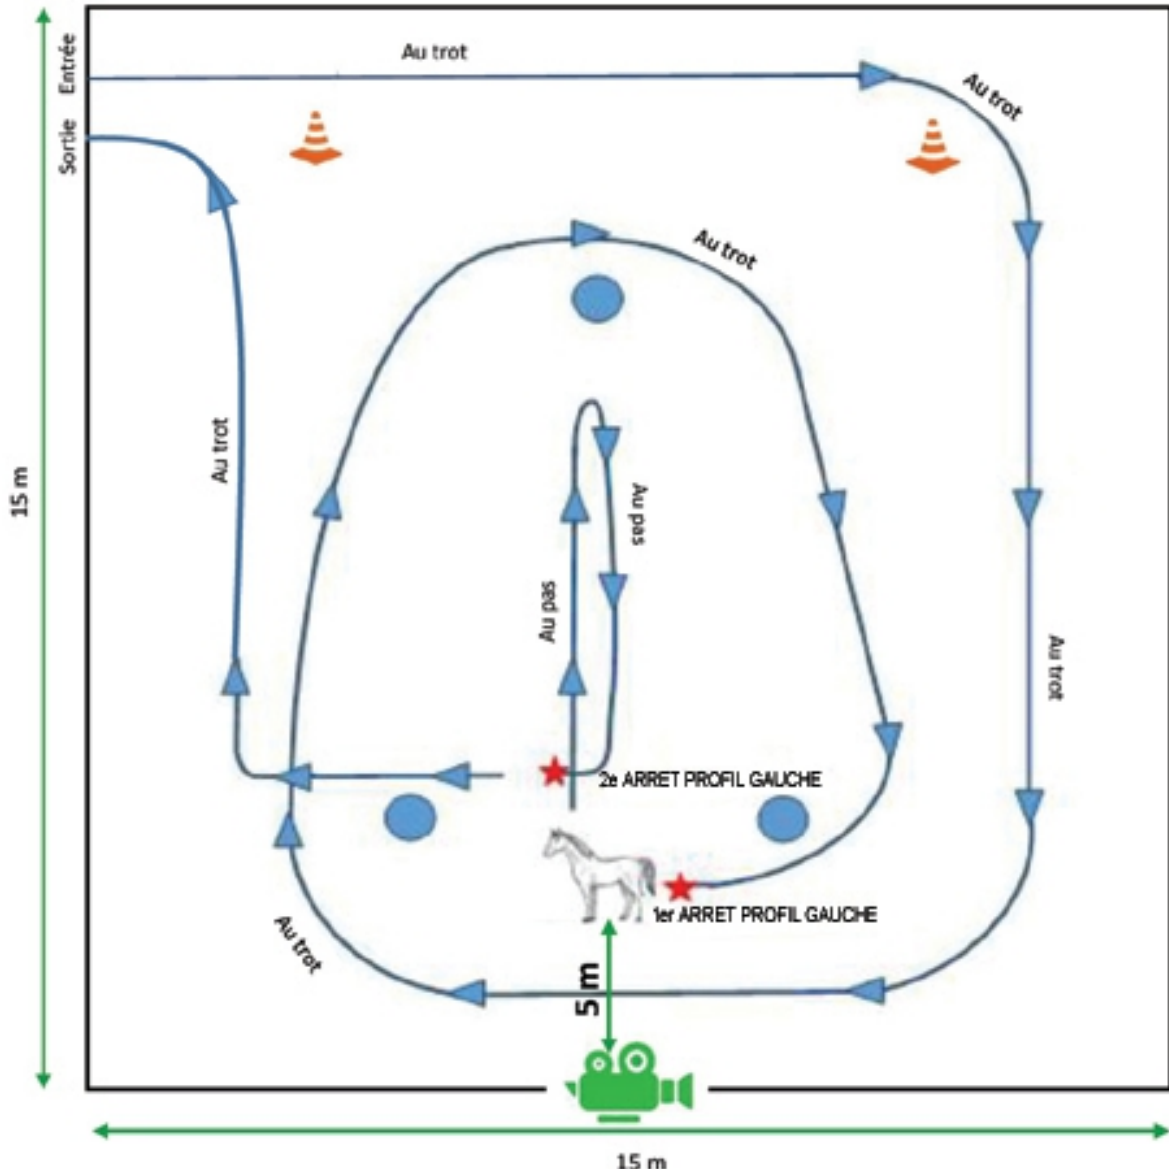 Entrée
Au trot
Au trot
Sortie
Au trot
Au trot
15 m
Au pas
Au pas
Au trot
2e ARRET PROFIL GAUCHE
1er ARRET PROFIL GAUCHE
Au trot
5 m
15 m